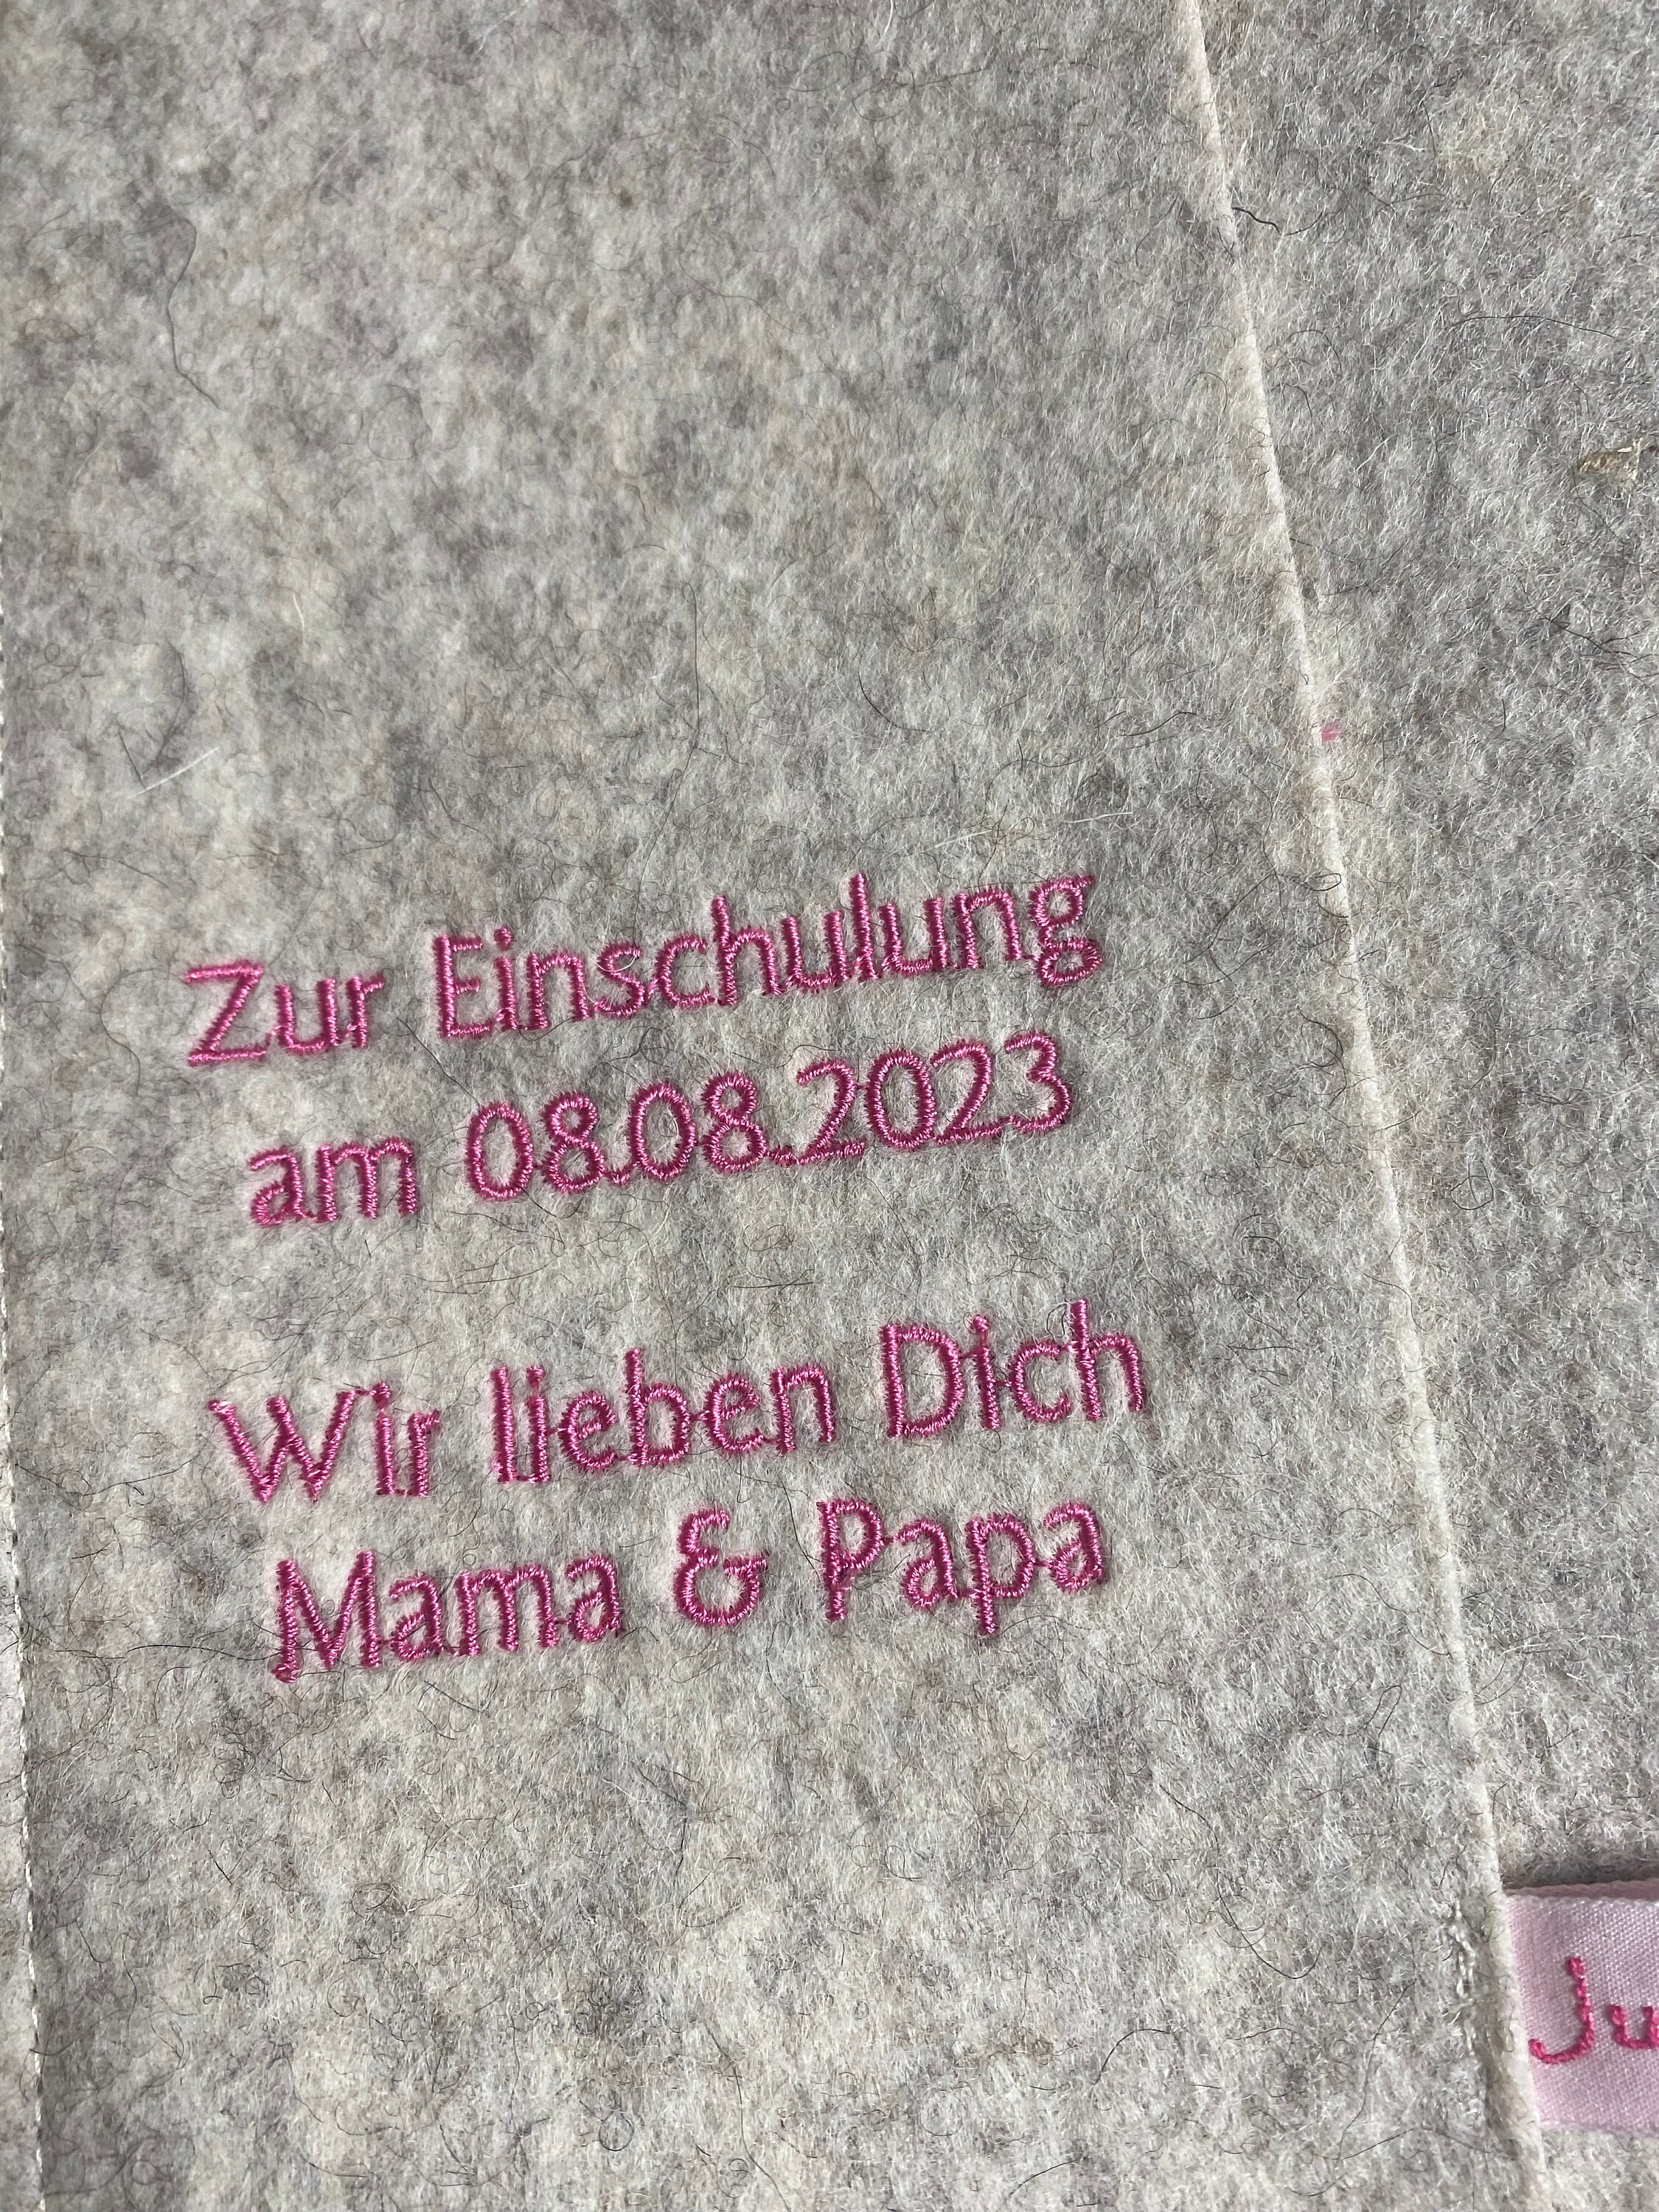 Zur Einschulung
am 08.08.2023
Wir lieben Dich
Mama & Papa